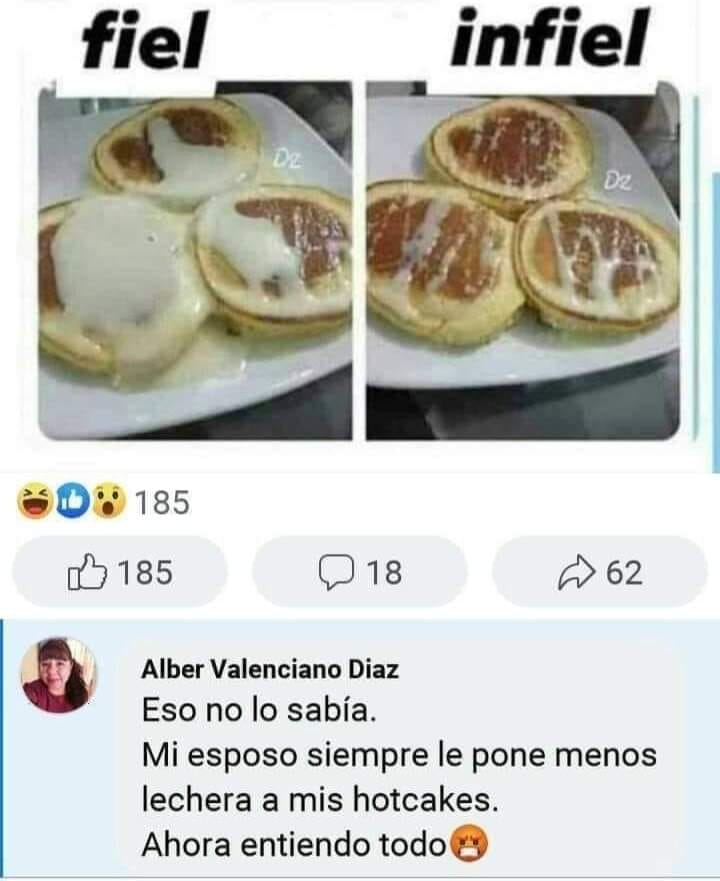 fiel
infiel
Dz
Dz
185
185
18
62
Alber Valenciano Diaz
Eso no lo sabía.
Mi esposo siempre le pone menos
lechera a mis hotcakes.
Ahora entiendo todo😡